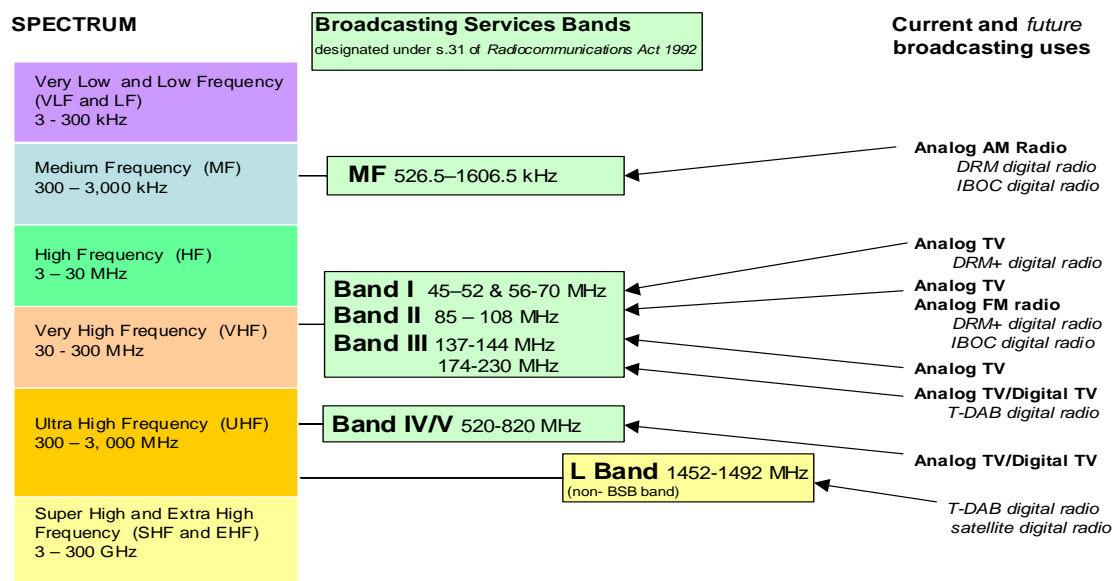 SPECTRUM
Broadcasting Services Bands
designated under s.31 of Radiocommunications Act 1992
Current and future
broadcasting uses
Very Low and Low Frequency
(VLF and LF)
3 - 300 kHz
Medium Frequency (MF)
300 – 3,000 kHz
High Frequency (HF)
3 – 30 MHz
Very High Frequency (VHF)
30 - 300 MHz
Ultra High Frequency (UHF)
300 – 3, 000 MHz
Super High and Extra High
Frequency (SHF and EHF)
3 – 300 GHz
MF 526.5–1606.5 kHz
Band I 45–52 & 56-70 MHz
Band II 85 – 108 MHz
Band III 137-144 MHz
174-230 MHz
Band IV/V 520-820 MHz
L Band 1452-1492 MHz
(non- BSB band)
Analog AM Radio
DRM digital radio
IBOC digital radio
Analog TV
DRM+ digital radio
Analog TV
Analog FM radio
DRM+ digital radio
IBOC digital radio
Analog TV
Analog TV/Digital TV
T-DAB digital radio
Analog TV/Digital TV
T-DAB digital radio
satellite digital radio